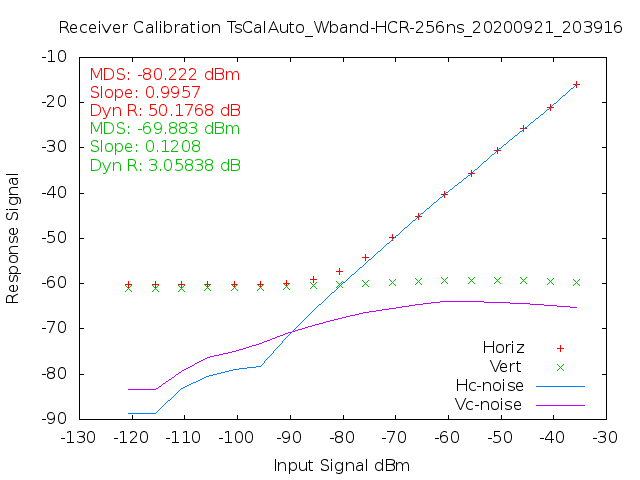 Receiver Calibration TsCalAuto_Wband-HCR-256ns_20200921_203916
-10
-20
-30
-40
-50
-60
-70
-80
-90
Response Signal
MDS: -80.222 dBm
Slope: 0.9957
Dyn R: 50.1768 dB
MDS: -69.883 dBm
Slope: 0.1208
Dyn R: 3.05838 dB
Horiz
Vert
Hc-noise
Vc-noise
-130 -120 -110 -100 -90 -80 -70 -60 -50 -40 -30
Input Signal dBm